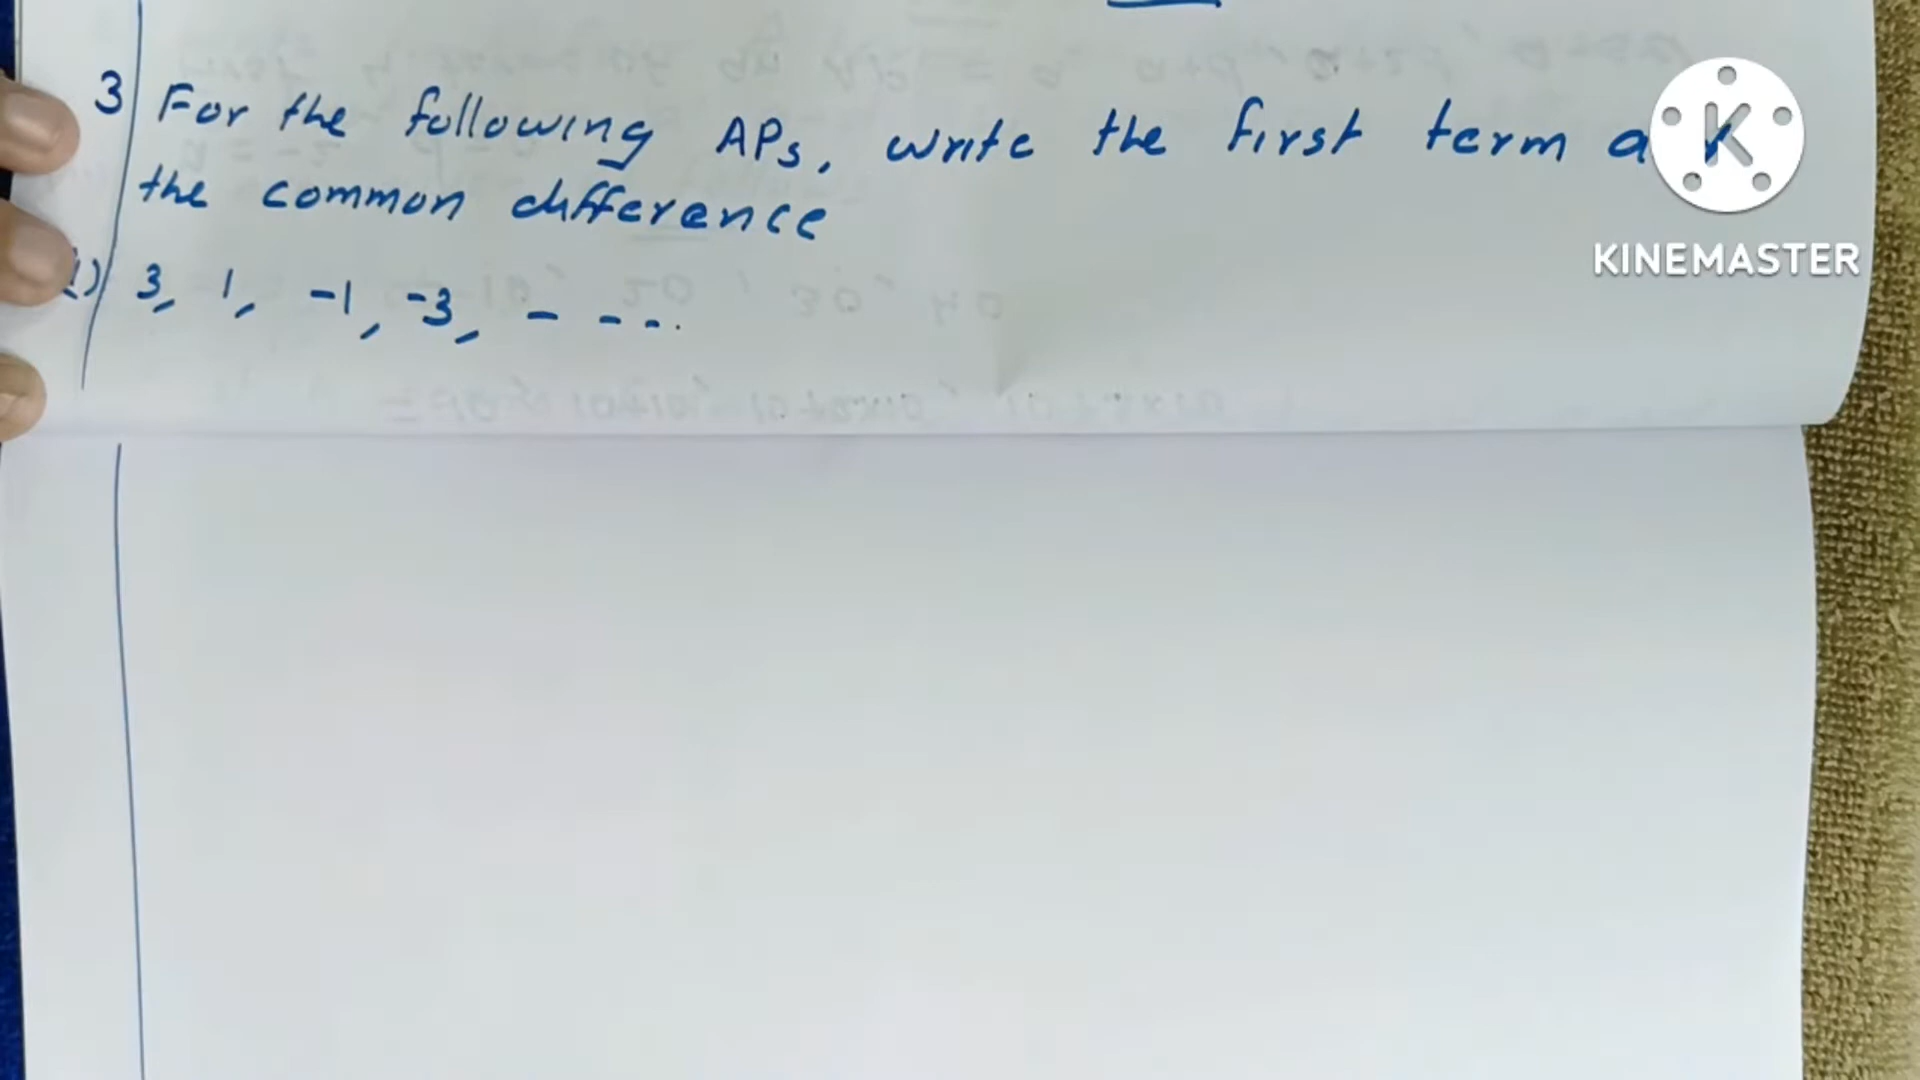 3 For the following APs, write the first term
the common difference
3, 1, -1, -3, - - - .
KINEMASTER